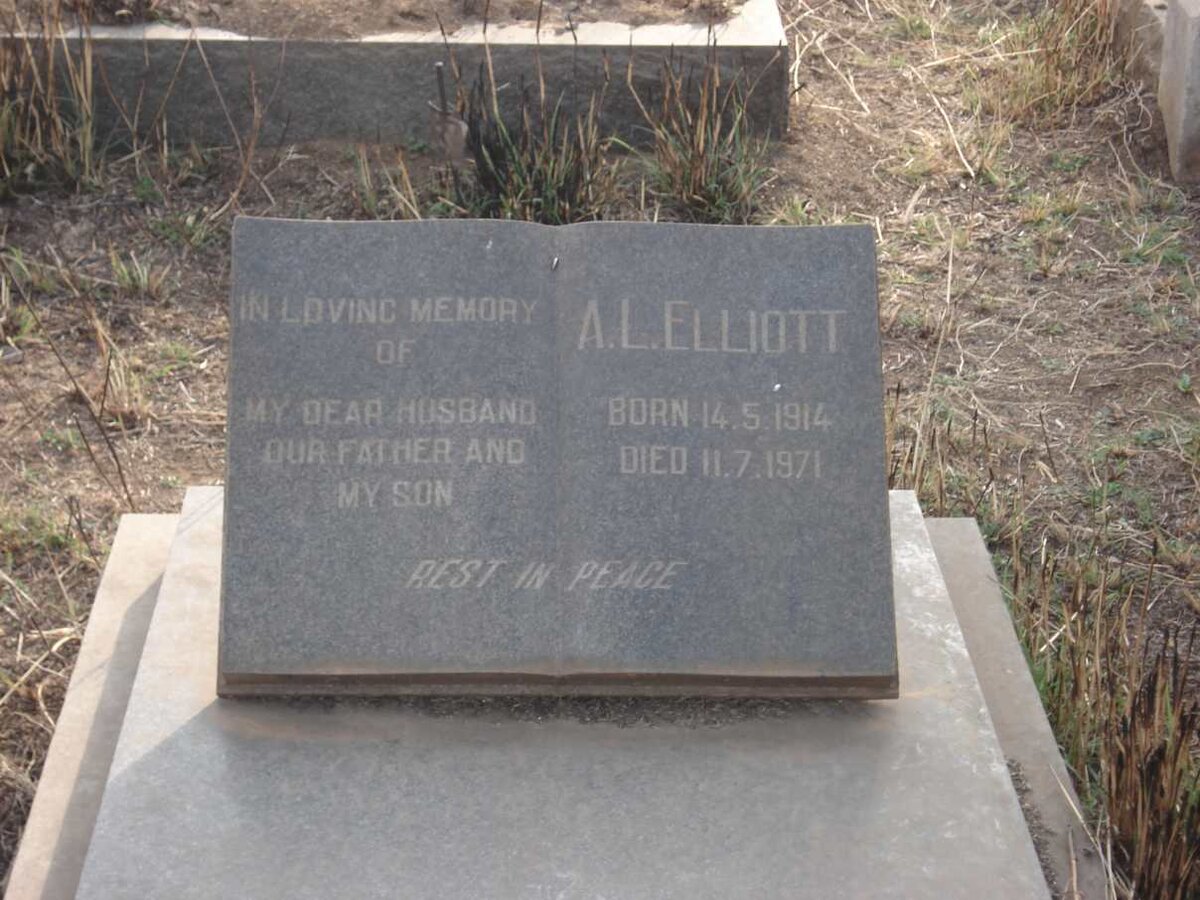 IN LOVING MEMORY
OF
MY DEAR HUSBAND
OUR FATHER AND
MY SON
A.L.ELLIOTT
BORN 14.5.1914
DIED 11.7.1971
REST IN PEACE